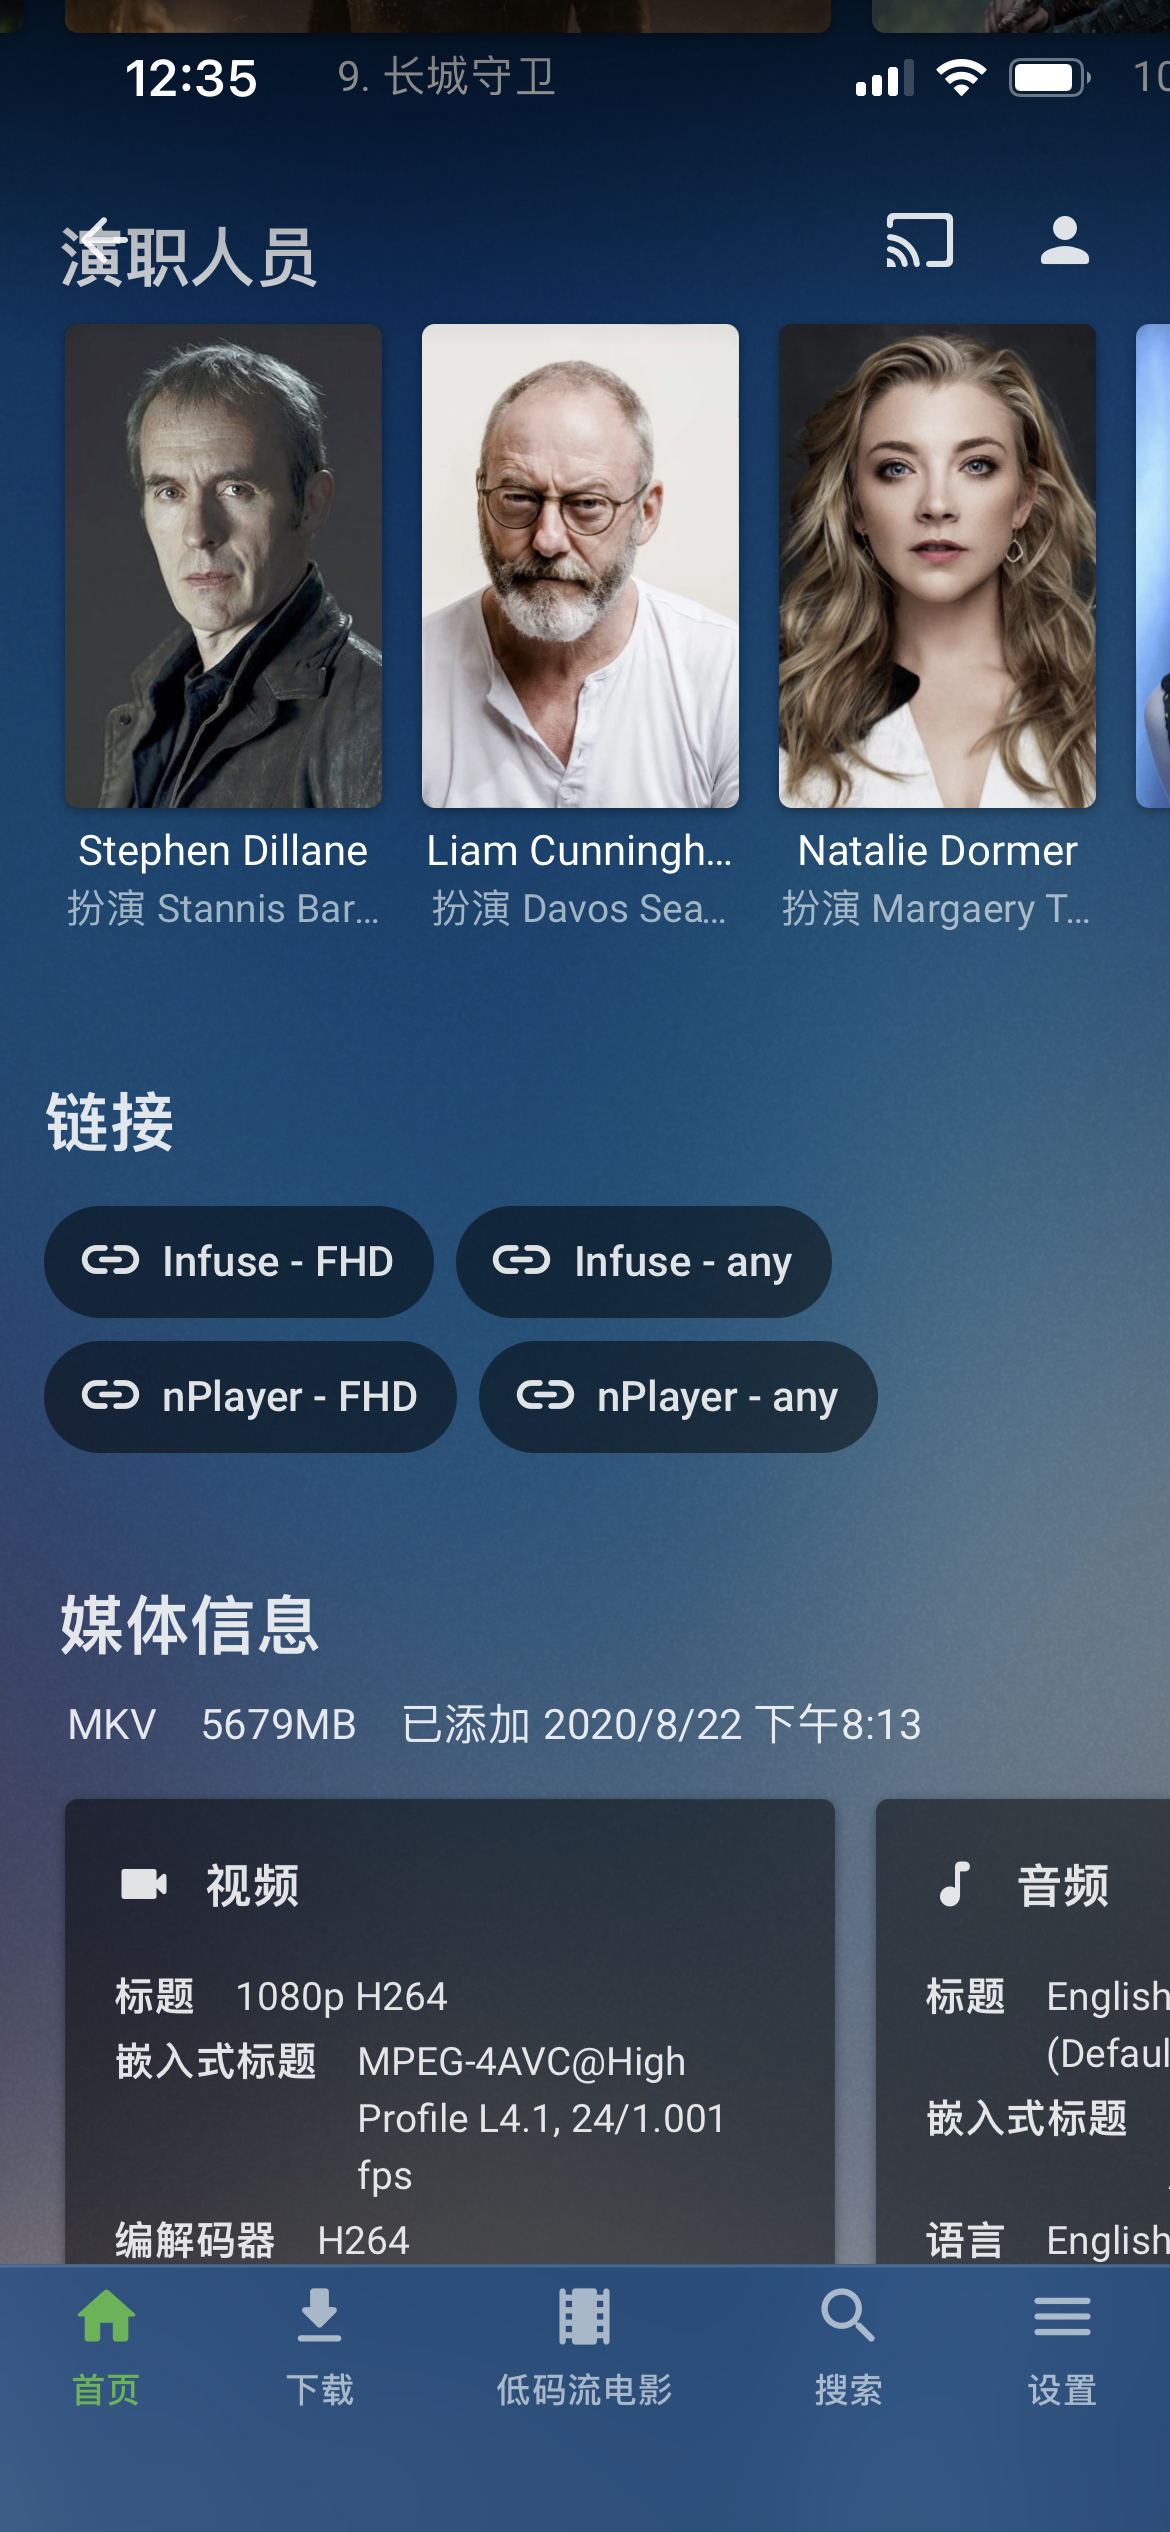 12:35
9. 长城守卫
10
演职人员
Stephen Dillane
Liam Cunningh...
Natalie Dormer
扮演 Stannis Bar...
扮演 Davos Sea...
扮演 Margaery T...
链接
Infuse - FHD
Infuse - any
nPlayer - FHD
nPlayer - any
媒体信息
MKV 5679MB 已添加 2020/8/22 下午8:13
视频
标题 1080p H264
嵌入式标题 MPEG-4AVC@High
Profile L4.1, 24/1.001
fps
编解码器 H264
音频
标题 English
(Defaul
嵌入式标题
语言 English
首页
下载
低码流电影
搜索
设置